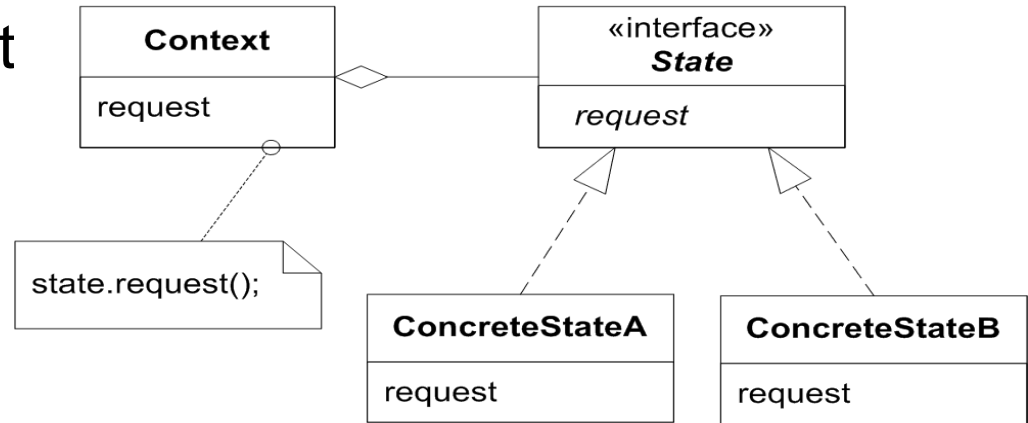 t
Context
request
«interface»
State
request
state.request();
ConcreteStateA
request
ConcreteStateB
request